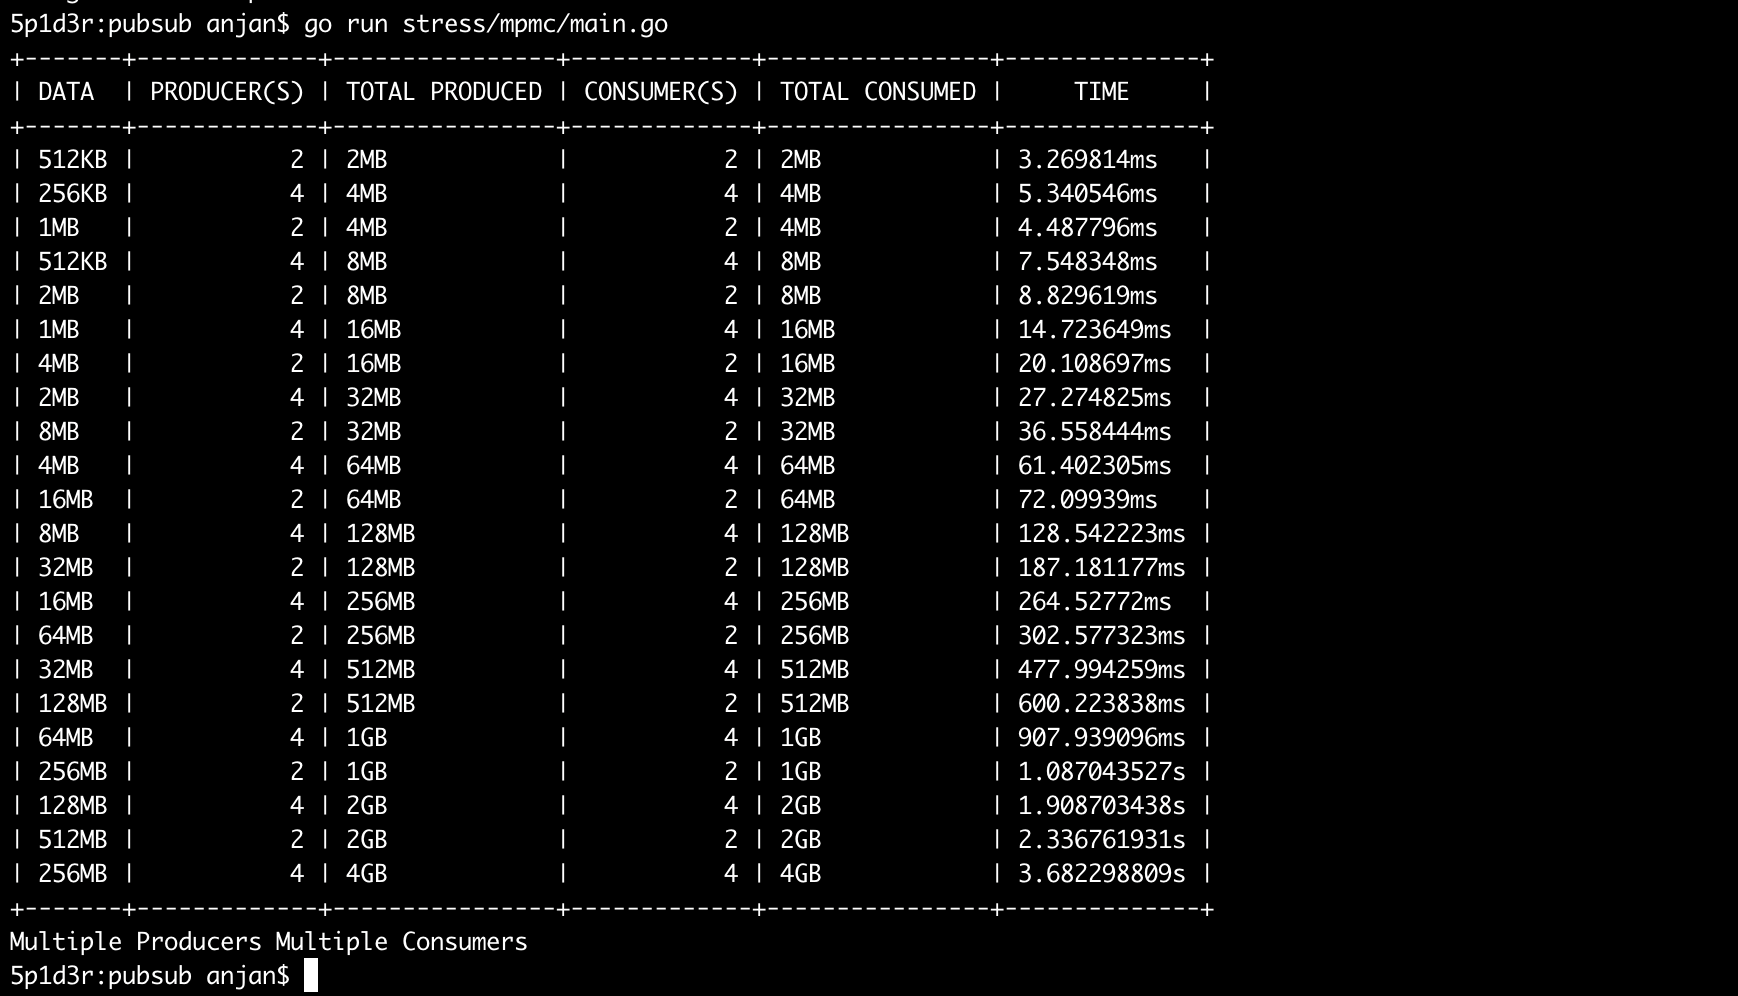 5p1d3r:pubsub anjan$ go run stress/mpmc/main.go
+-------+-------------+----------------+-------------+----------------+--------------+
| DATA  | PRODUCER(S) | TOTAL PRODUCED | CONSUMER(S) | TOTAL CONSUMED |     TIME     |
+-------+-------------+----------------+-------------+----------------+--------------+
| 512KB |           2 | 2MB            |           2 | 2MB            | 3.269814ms   |
| 256KB |           4 | 4MB            |           4 | 4MB            | 5.340546ms   |
| 1MB   |           2 | 4MB            |           2 | 4MB            | 4.487796ms   |
| 512KB |           4 | 8MB            |           4 | 8MB            | 7.548348ms   |
| 2MB   |           2 | 8MB            |           2 | 8MB            | 8.829619ms   |
| 1MB   |           4 | 16MB           |           4 | 16MB           | 14.723649ms  |
| 4MB   |           2 | 16MB           |           2 | 16MB           | 20.108697ms  |
| 2MB   |           4 | 32MB           |           4 | 32MB           | 27.274825ms  |
| 8MB   |           2 | 32MB           |           2 | 32MB           | 36.558444ms  |
| 4MB   |           4 | 64MB           |           4 | 64MB           | 61.402305ms  |
| 16MB  |           2 | 64MB           |           2 | 64MB           | 72.09939ms   |
| 8MB   |           4 | 128MB          |           4 | 128MB          | 128.542223ms |
| 32MB  |           2 | 128MB          |           2 | 128MB          | 187.181177ms |
| 16MB  |           4 | 256MB          |           4 | 256MB          | 264.52772ms  |
| 64MB  |           2 | 256MB          |           2 | 256MB          | 302.577323ms |
| 32MB  |           4 | 512MB          |           4 | 512MB          | 477.994259ms |
| 128MB |           2 | 512MB          |           2 | 512MB          | 600.223838ms |
| 64MB  |           4 | 1GB            |           4 | 1GB            | 907.939096ms |
| 256MB |           2 | 1GB            |           2 | 1GB            | 1.087043527s |
| 128MB |           4 | 2GB            |           4 | 2GB            | 1.908703438s |
| 512MB |           2 | 2GB            |           2 | 2GB            | 2.336761931s |
| 256MB |           4 | 4GB            |           4 | 4GB            | 3.682298809s |
+-------+-------------+----------------+-------------+----------------+--------------+
Multiple Producers Multiple Consumers
5p1d3r:pubsub anjan$